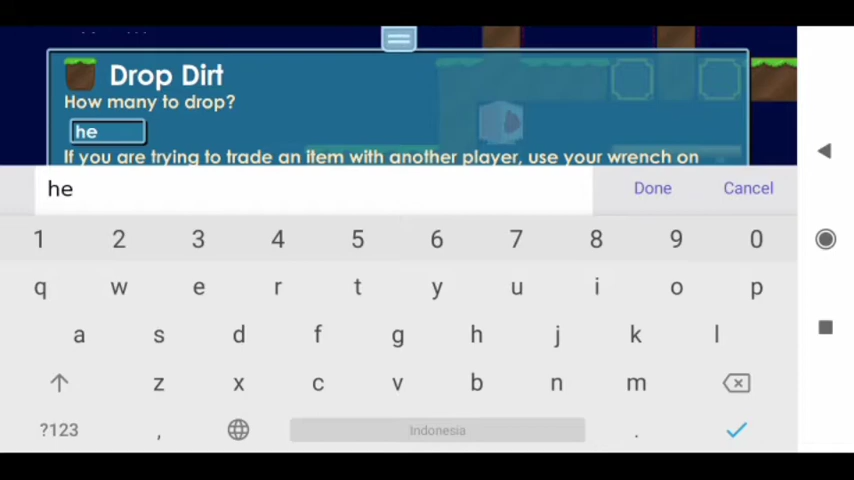 Drop Dirt
How many to drop?
he
If you are trying to trade an item with another player, use your wrench on
he
Done Cancel
1 2 3 4 5 6 7 8 9 0
q w e r t y u i o p
a s d f g h j k l
z x c v b n m
?123 , Indonesia .